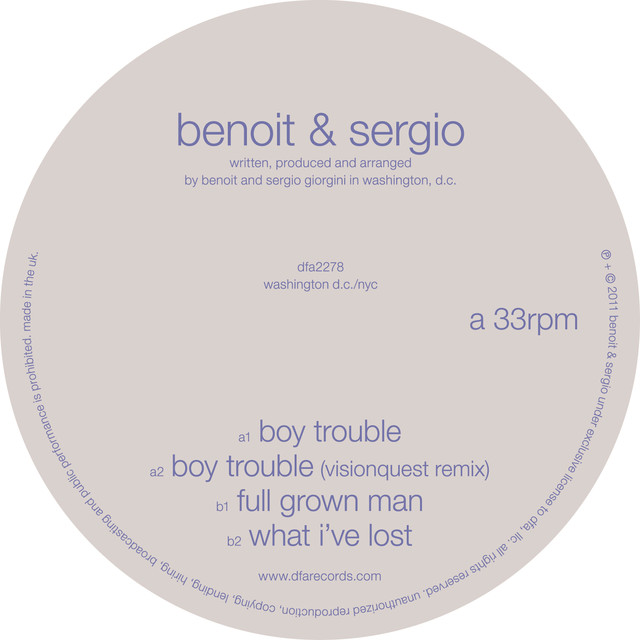 benoit & sergio
written, produced and arranged
by benoit and sergio giorgini in washington, d.c.
dfa2278
washington d.c./nyc
a 33rpm
a1 boy trouble
a2 boy trouble (visionquest remix)
b1 full grown man
b2 what i’ve lost
www.dfarecords.com
℗ + © 2011 benoit & sergio under exclusive license to dfa, llc. all rights reserved. unauthorized reproduction, copying, lending, hiring, broadcasting and public performance is prohibited. made in the uk.